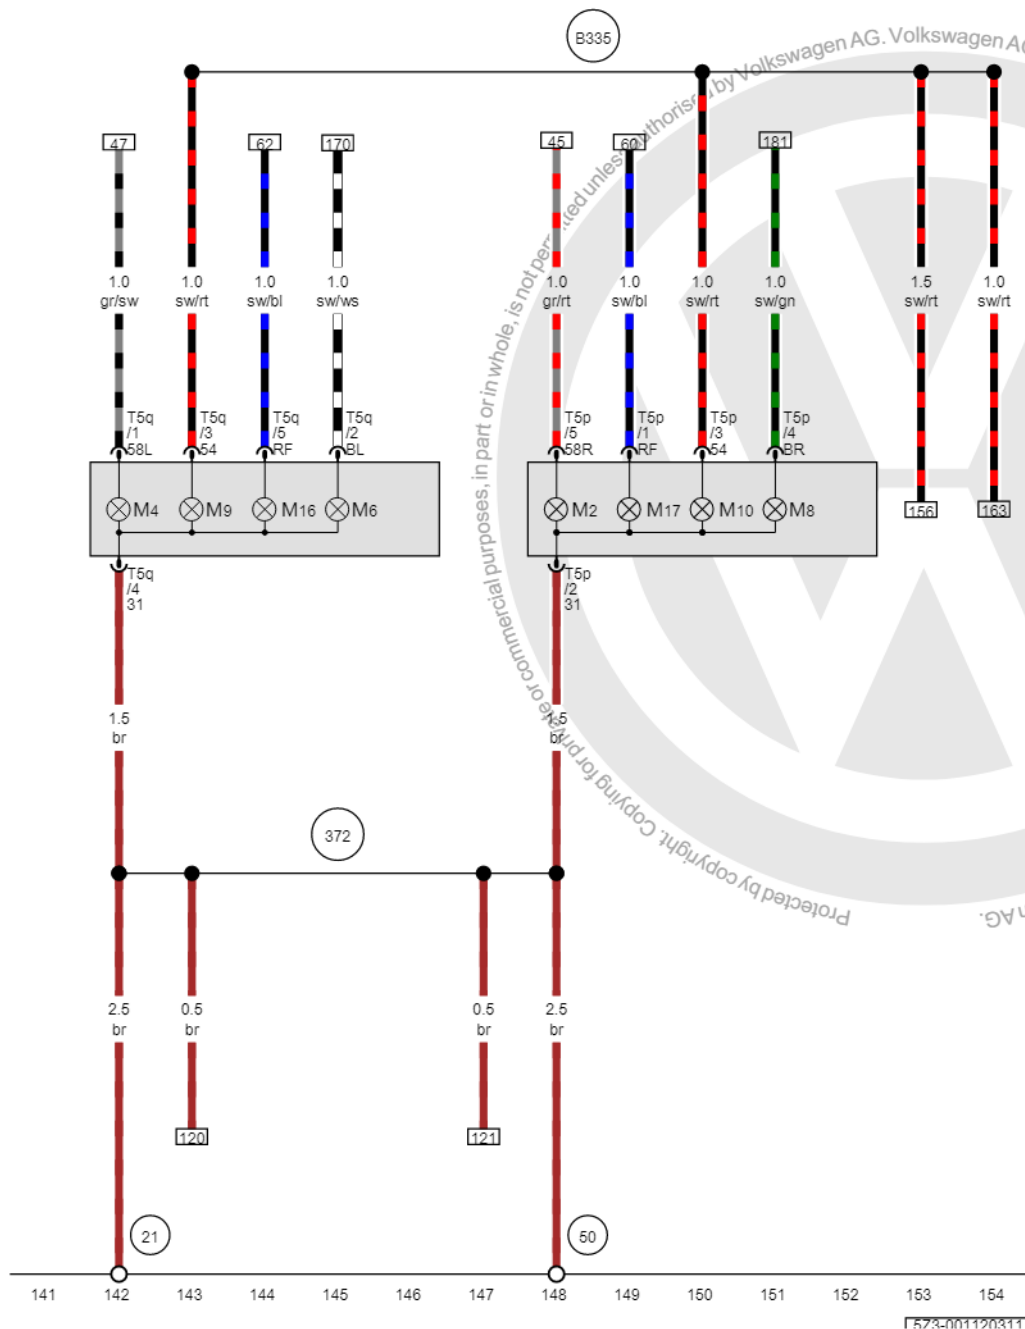 B335
Protected by copyright. Copying for private or commercial purposes, in part or in whole, is not permitted unless authorised by Volkswagen AG. Volkswagen AG
AG.
47 62 170 45 60 181
1.0 1.0 1.0 1.0 1.0 1.0 1.0 1.0 1.5 1.0
gr/sw sw/rt sw/bl sw/ws gr/rt sw/bl sw/rt sw/gn sw/rt sw/rt
T5q T5q T5q T5q T5p T5p T5p T5p
/1 /3 /5 /2 /5 /1 /3 /4
58L 54 RF BL 58R RF 54 BR
M4 M9 M16 M6 M2 M17 M10 M8 156 163
T5q T5p
/4 /2
31 31
1.5 1.5
br br
372
2.5 0.5 0.5 2.5
br br br br
120 121
21 50
141 142 143 144 145 146 147 148 149 150 151 152 153 154
573-001120311